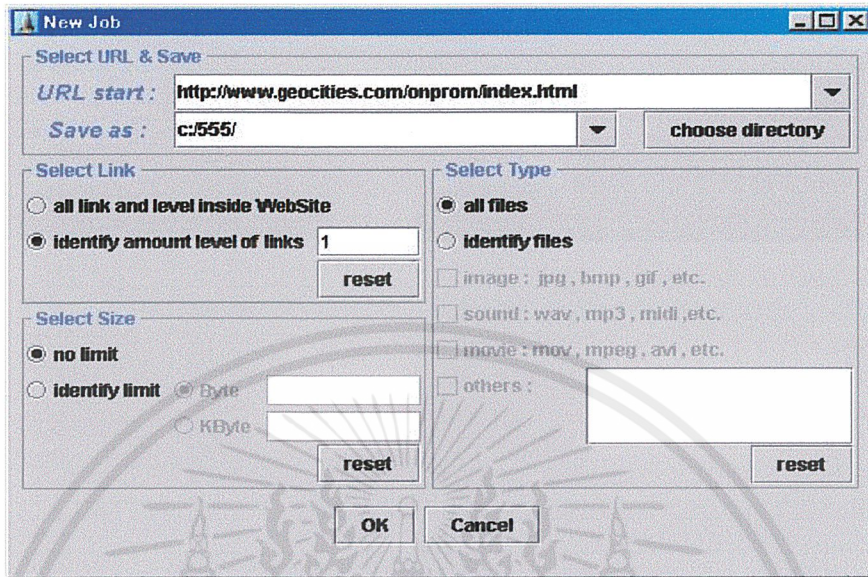 New Job
Select URL & Save
URL start :
http://www.geocities.com/onprom/index.html
Save as :
c:/555/
choose directory
Select Link
all link and level inside WebSite
identify amount level of links
1
reset
Select Size
no limit
identify limit
Byte
KByte
reset
Select Type
all files
identify files
image : jpg , bmp , gif , etc.
sound : wav , mp3 , midi ,etc.
movie : mov , mpeg , avi , etc.
others :
reset
OK
Cancel